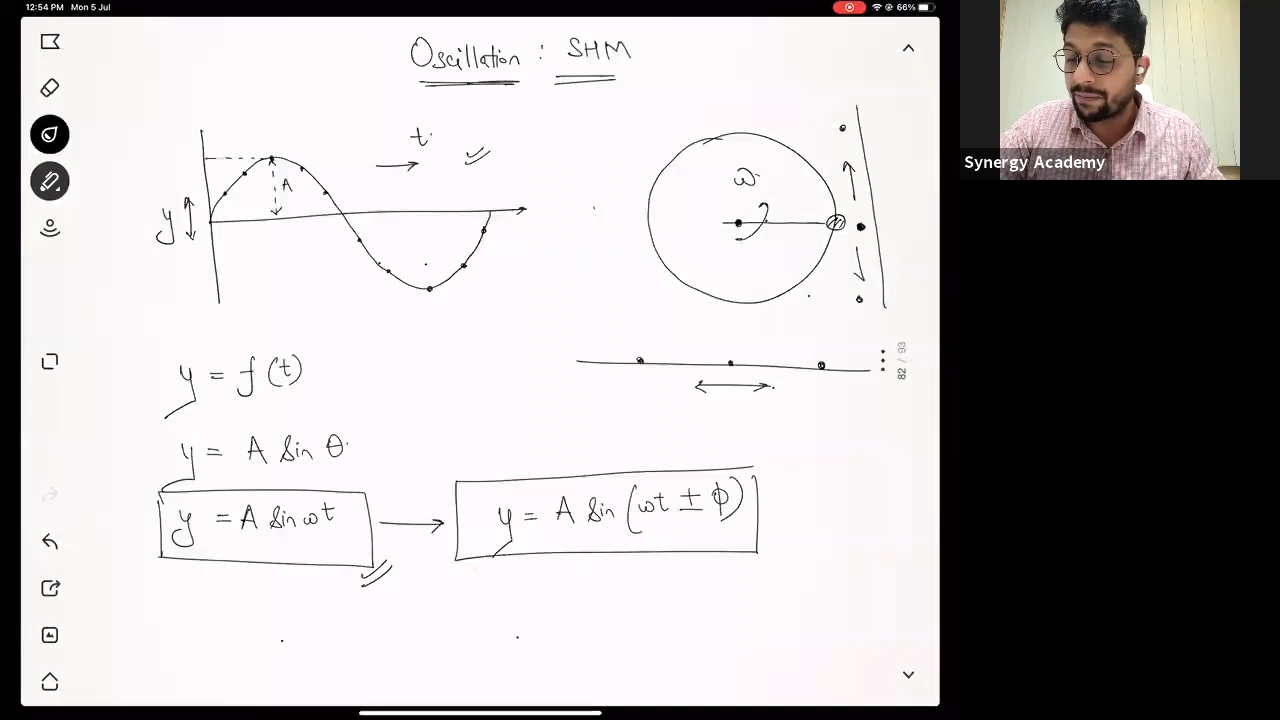 12:54 PM Mon 5 Jul
66%
Oscillation : SHM
t
A
y
ω
y = f (t)
y = A sin θ
y = A sin ωt
y = A sin (ωt ± ϕ)
82 / 93
Synergy Academy